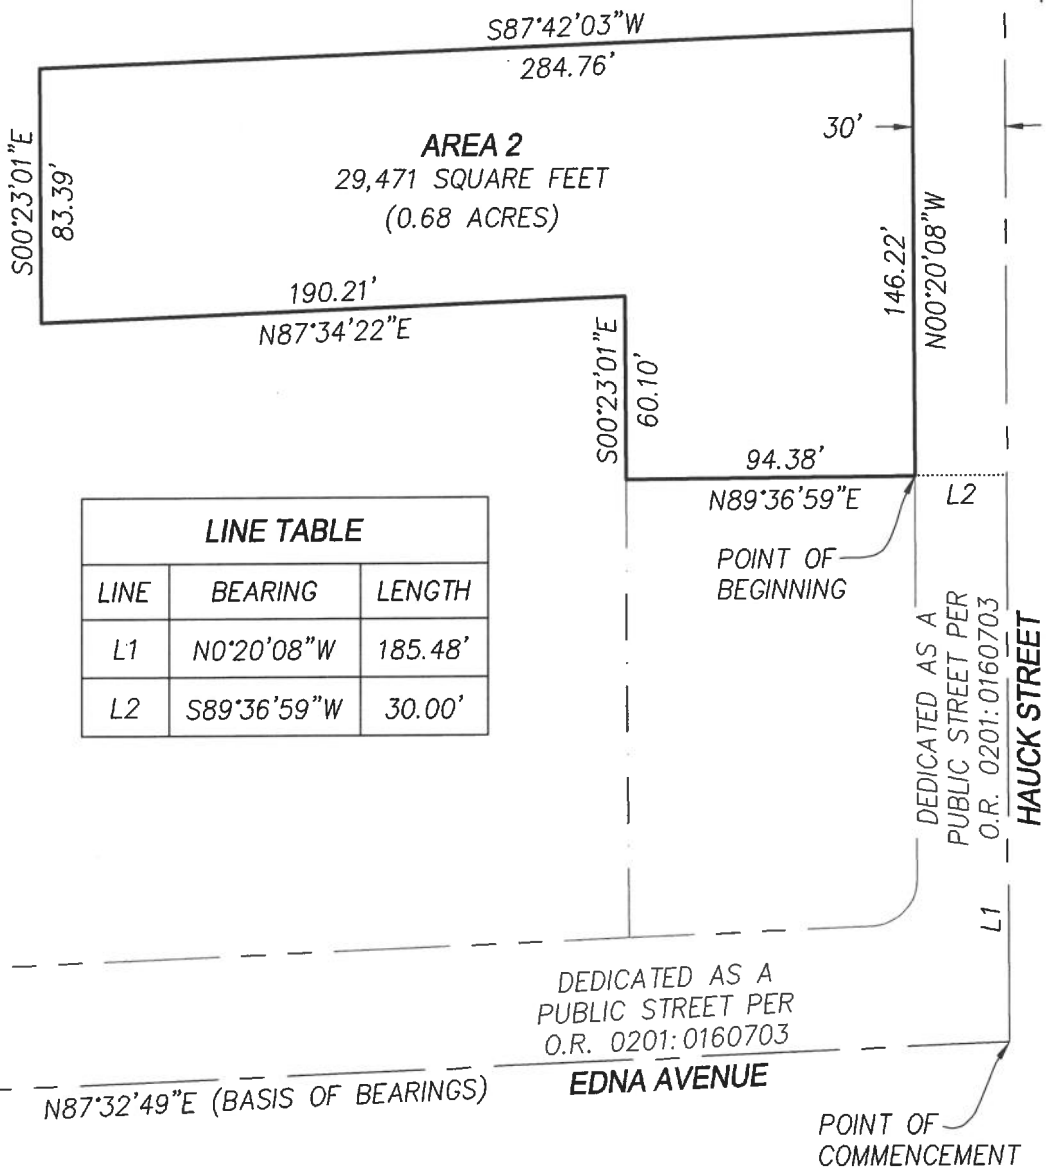 S87°42'03"W
284.76'
30'
AREA 2
29,471 SQUARE FEET
(0.68 ACRES)
S00°23'01"E
83.39'
146.22'
N00°20'08"W
190.21'
N87°34'22"E
S00°23'01"E
60.10'
94.38'
N89°36'59"E
L2
POINT OF
BEGINNING
LINE TABLE
LINE BEARING LENGTH
L1 N0°20'08"W 185.48'
L2 S89°36'59"W 30.00'
DEDICATED AS A
PUBLIC STREET PER
O.R. 0201:0160703
HAUCK STREET
L1
DEDICATED AS A
PUBLIC STREET PER
O.R. 0201:0160703
EDNA AVENUE
N87°32'49"E (BASIS OF BEARINGS)
POINT OF
COMMENCEMENT